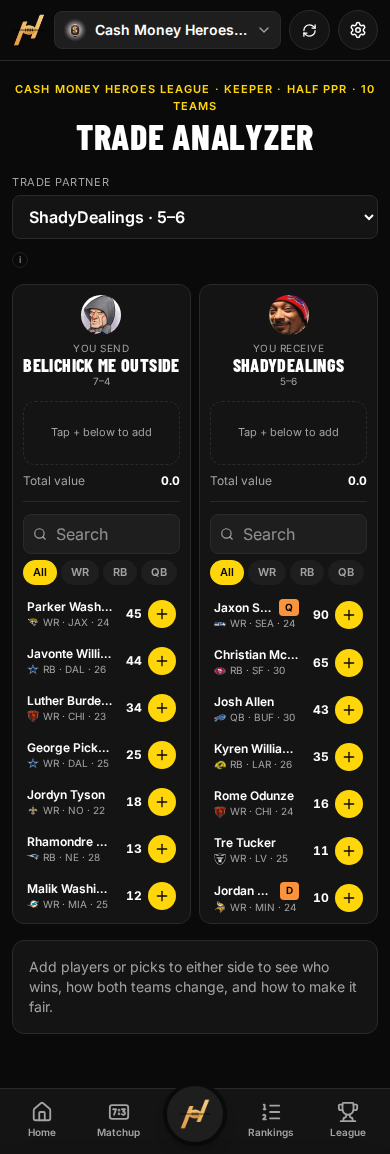 Cash Money Heroes...
CASH MONEY HEROES LEAGUE · KEEPER · HALF PPR · 10
TEAMS
TRADE ANALYZER
TRADE PARTNER
ShadyDealings · 5–6
i
YOU SEND
BELICHICK ME OUTSIDE
7–4
Tap + below to add
Total value 0.0
Search
All WR RB QB
Parker Wash... 45 +
WR · JAX · 24
Javonte Willi... 44 +
RB · DAL · 26
Luther Burde... 34 +
WR · CHI · 23
George Pick... 25 +
WR · DAL · 25
Jordyn Tyson 18 +
WR · NO · 22
Rhamondre ... 13 +
RB · NE · 28
Malik Washi... 12 +
WR · MIA · 25
YOU RECEIVE
SHADYDEALINGS
5–6
Tap + below to add
Total value 0.0
Search
All WR RB QB
Jaxon S... Q 90 +
WR · SEA · 24
Christian Mc... 65 +
RB · SF · 30
Josh Allen 43 +
QB · BUF · 30
Kyren Willia... 35 +
RB · LAR · 26
Rome Odunze 16 +
WR · CHI · 24
Tre Tucker 11 +
WR · LV · 25
Jordan ... D 10 +
WR · MIN · 24
Add players or picks to either side to see who
wins, how both teams change, and how to make it
fair.
7:3
1
2
Home Matchup Rankings League